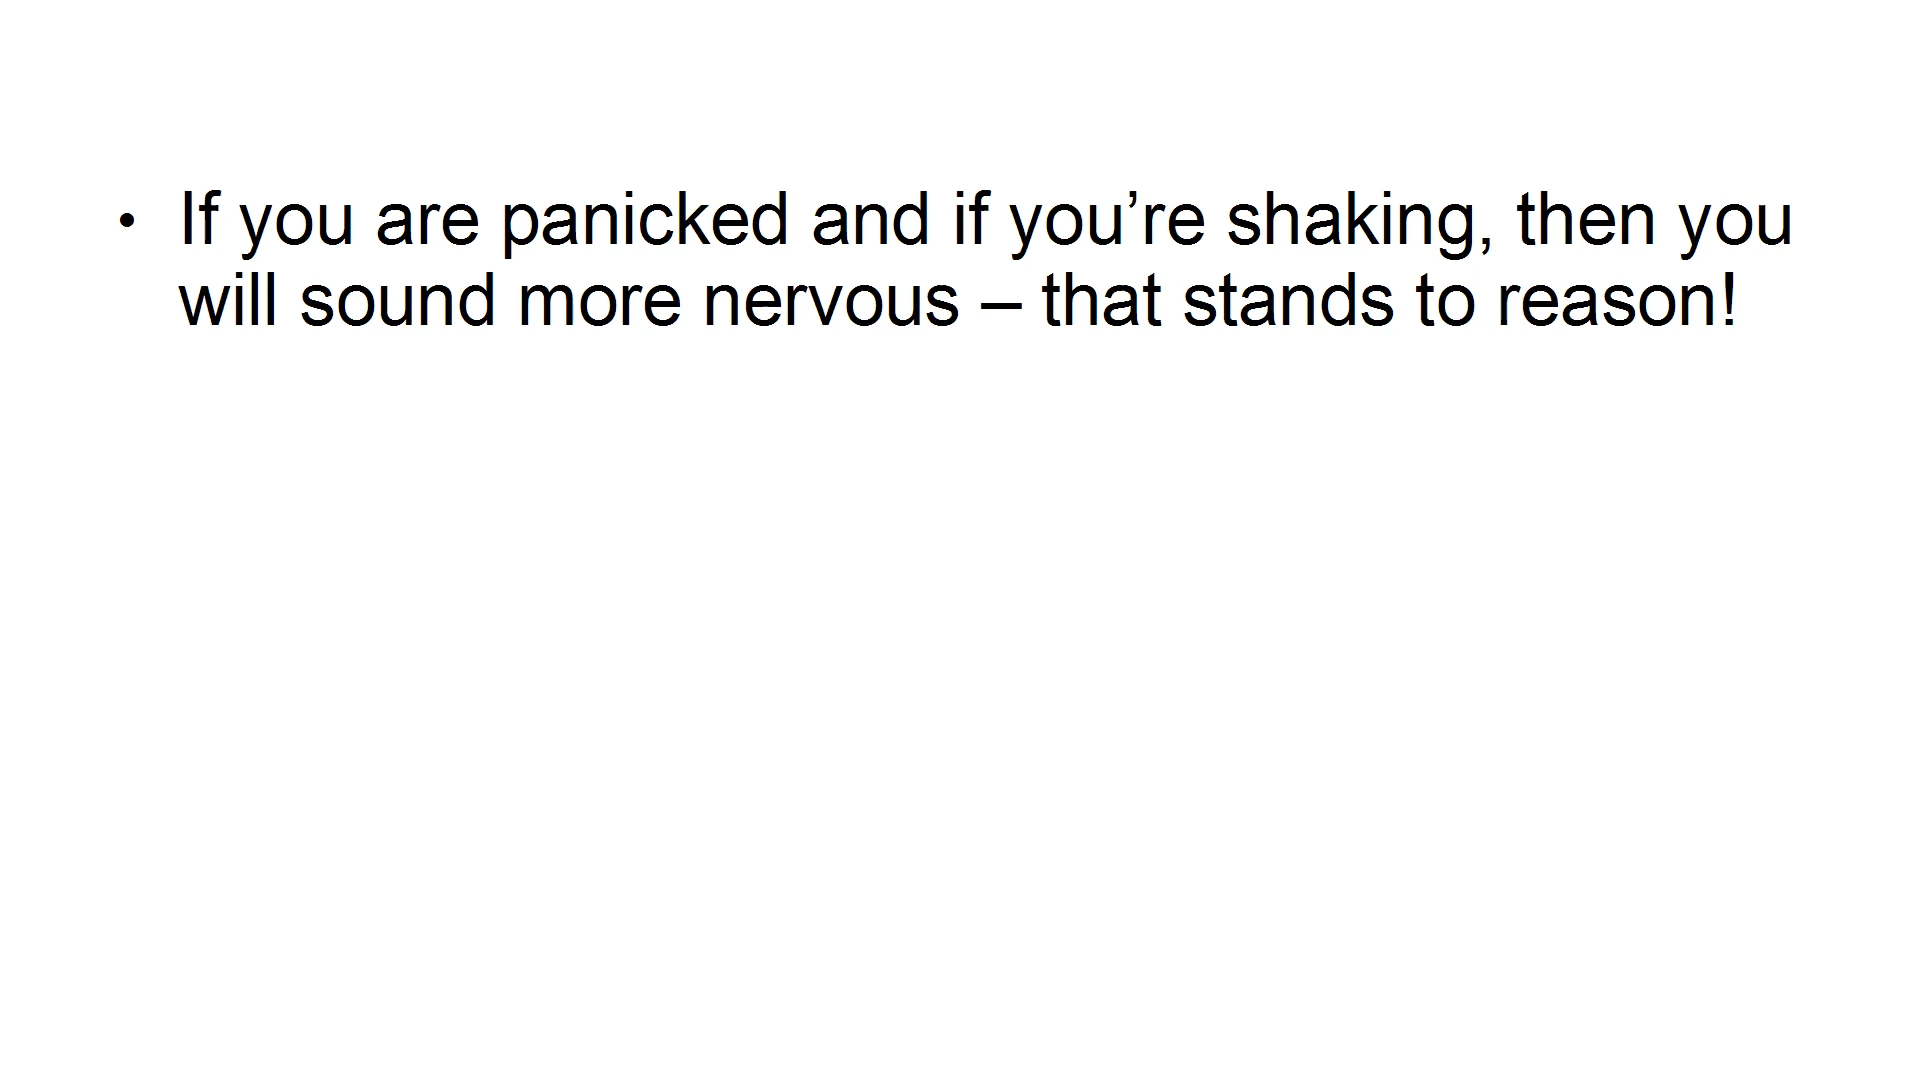 • If you are panicked and if you’re shaking, then you
will sound more nervous – that stands to reason!